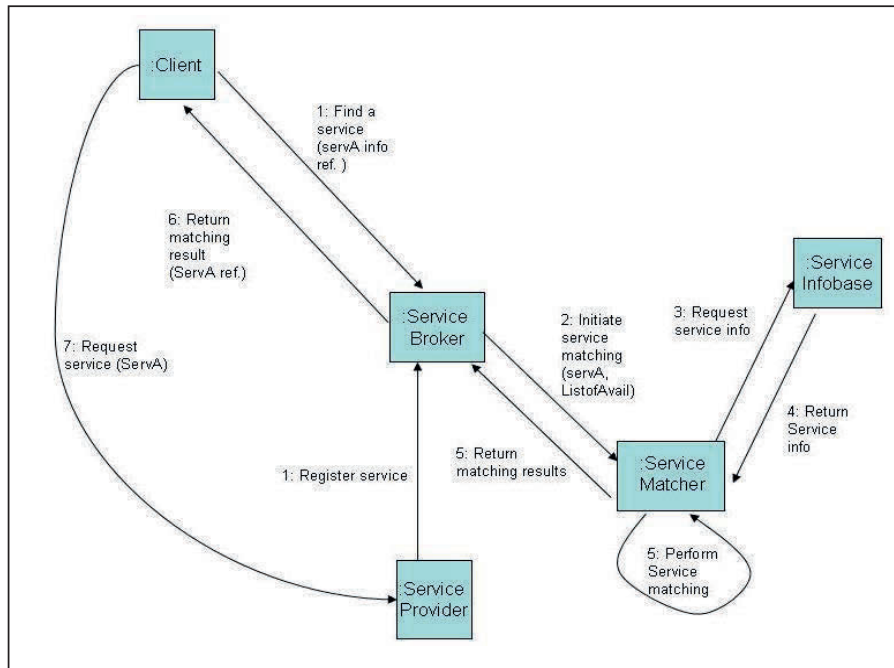 :Client
1: Find a
service
(servA info
ref. )
6: Return
matching
result
(ServA ref.)
:Service
Infobase
:Service
Broker
2: Initiate
service
matching
(servA,
ListofAvail)
3: Request
service info
7: Request
service (ServA)
4: Return
Service
info
5: Return
matching results
1: Register service
:Service
Matcher
5: Perform
Service
matching
:Service
Provider